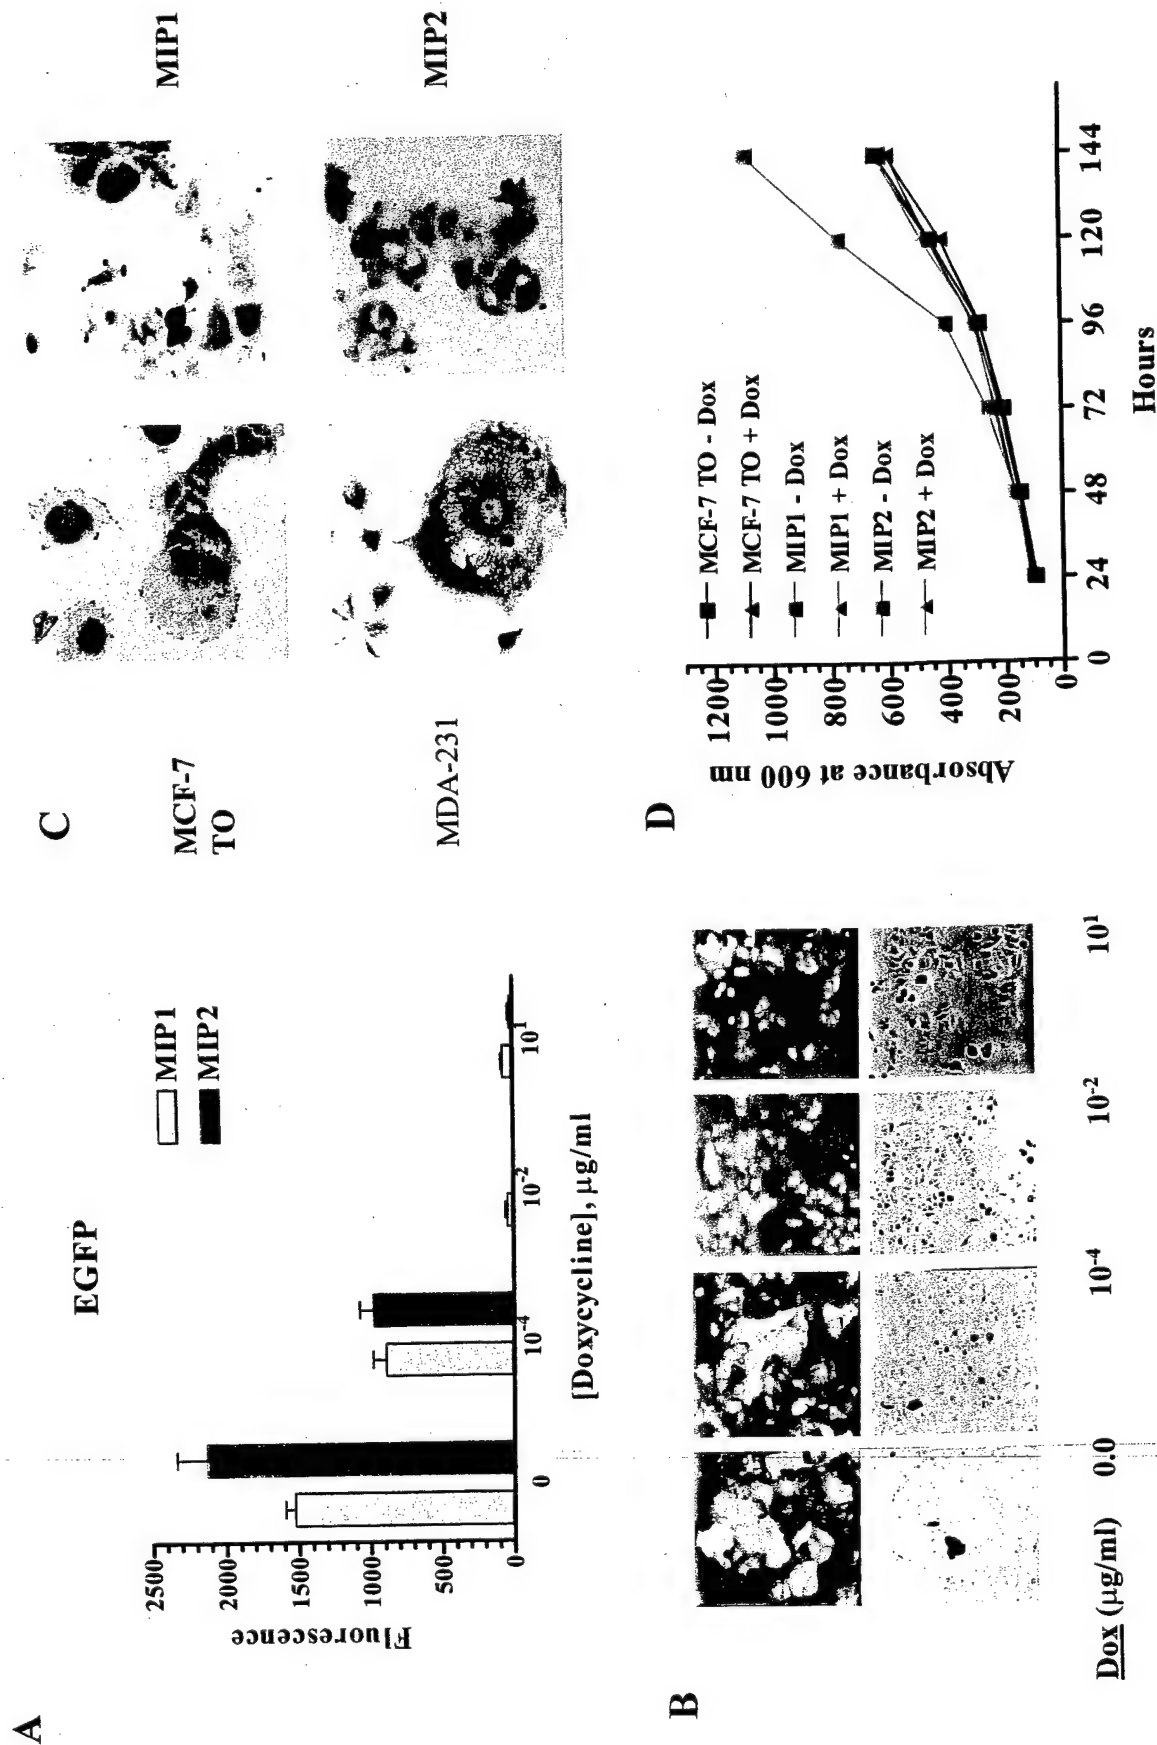 A
EGFP
MIP1
MIP2
Fluorescence
2500
2000
1500
1000
500
0
0
10-4
10-2
10¹
[Doxycycline], µg/ml
B
Dox (µg/ml)
0.0
10-4
10-2
10¹
C
MCF-7
TO
MIP1
MDA-231
MIP2
D
MCF-7 TO - Dox
MCF-7 TO + Dox
MIP1 - Dox
MIP1 + Dox
MIP2 - Dox
MIP2 + Dox
Absorbance at 600 nm
1200
1000
800
600
400
200
0
0
24
48
72
96
120
144
Hours